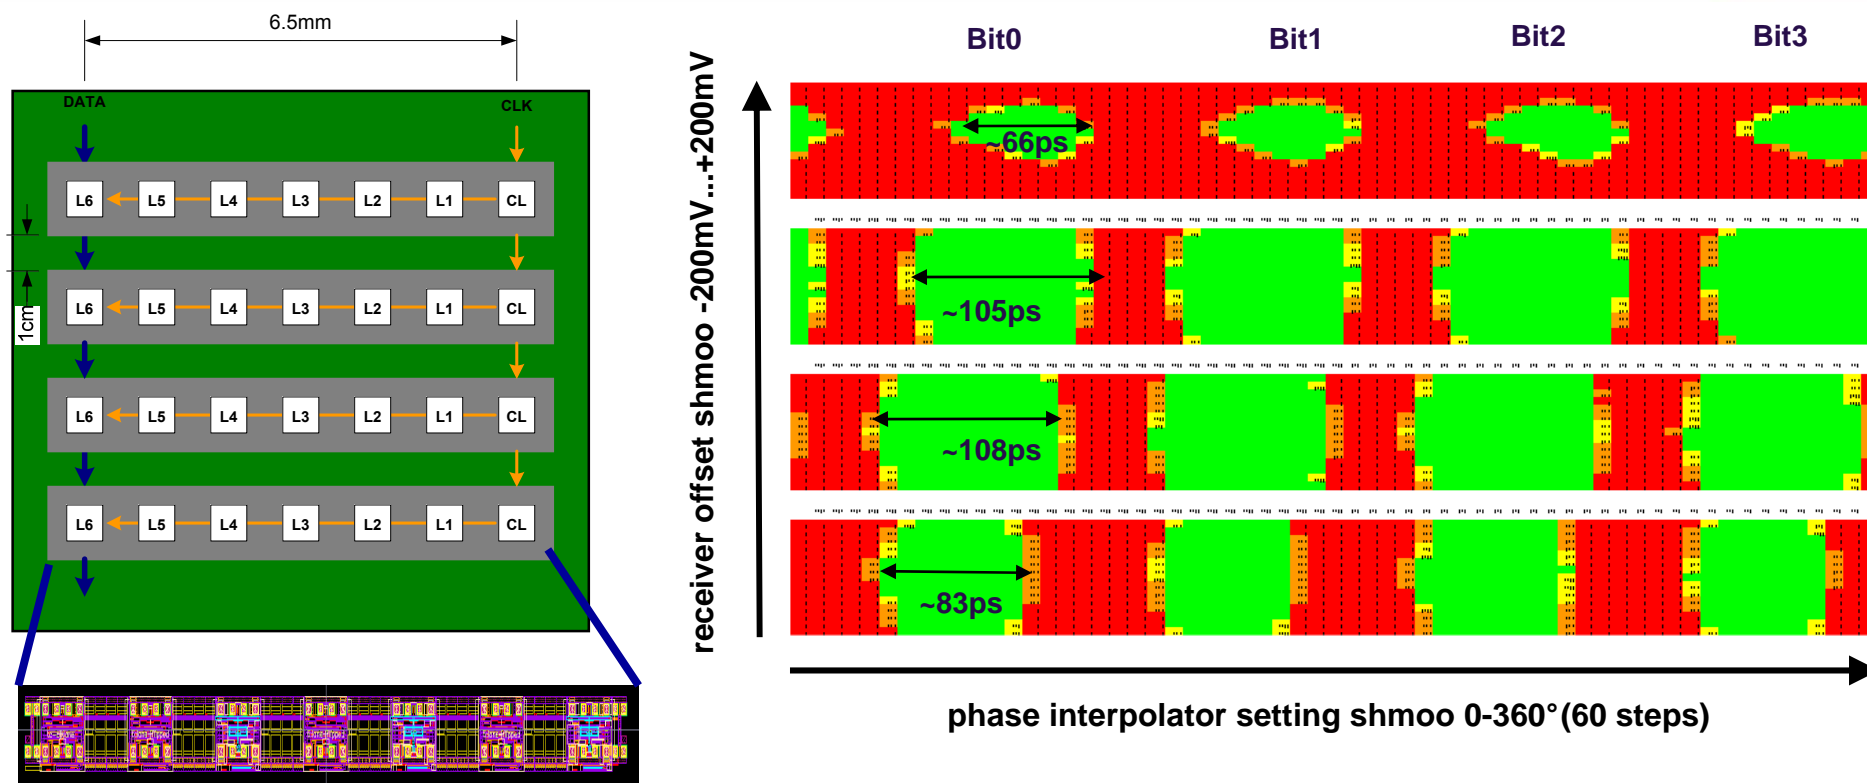 6.5mm
DATA
CLK
L6 L5 L4 L3 L2 L1 CL
L6 L5 L4 L3 L2 L1 CL
1cm
L6 L5 L4 L3 L2 L1 CL
L6 L5 L4 L3 L2 L1 CL
receiver offset shmoo -200mV...+200mV
Bit0 Bit1 Bit2 Bit3
~66ps
~105ps
~108ps
~83ps
phase interpolator setting shmoo 0-360°(60 steps)